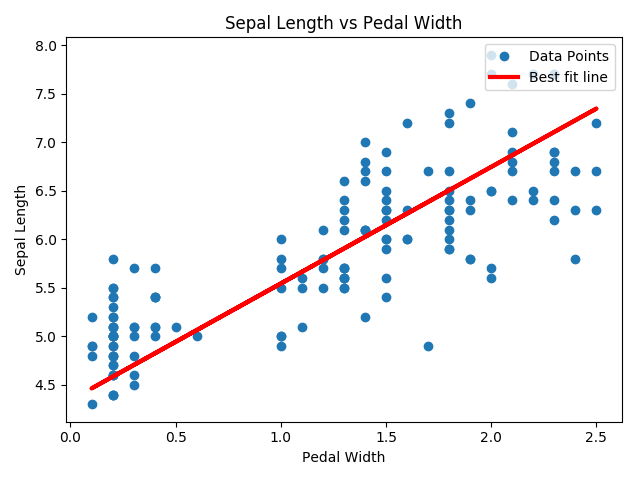 Sepal Length vs Pedal Width
Data Points
Best fit line
Sepal Length
8.0
7.5
7.0
6.5
6.0
5.5
5.0
4.5
0.0 0.5 1.0 1.5 2.0 2.5
Pedal Width